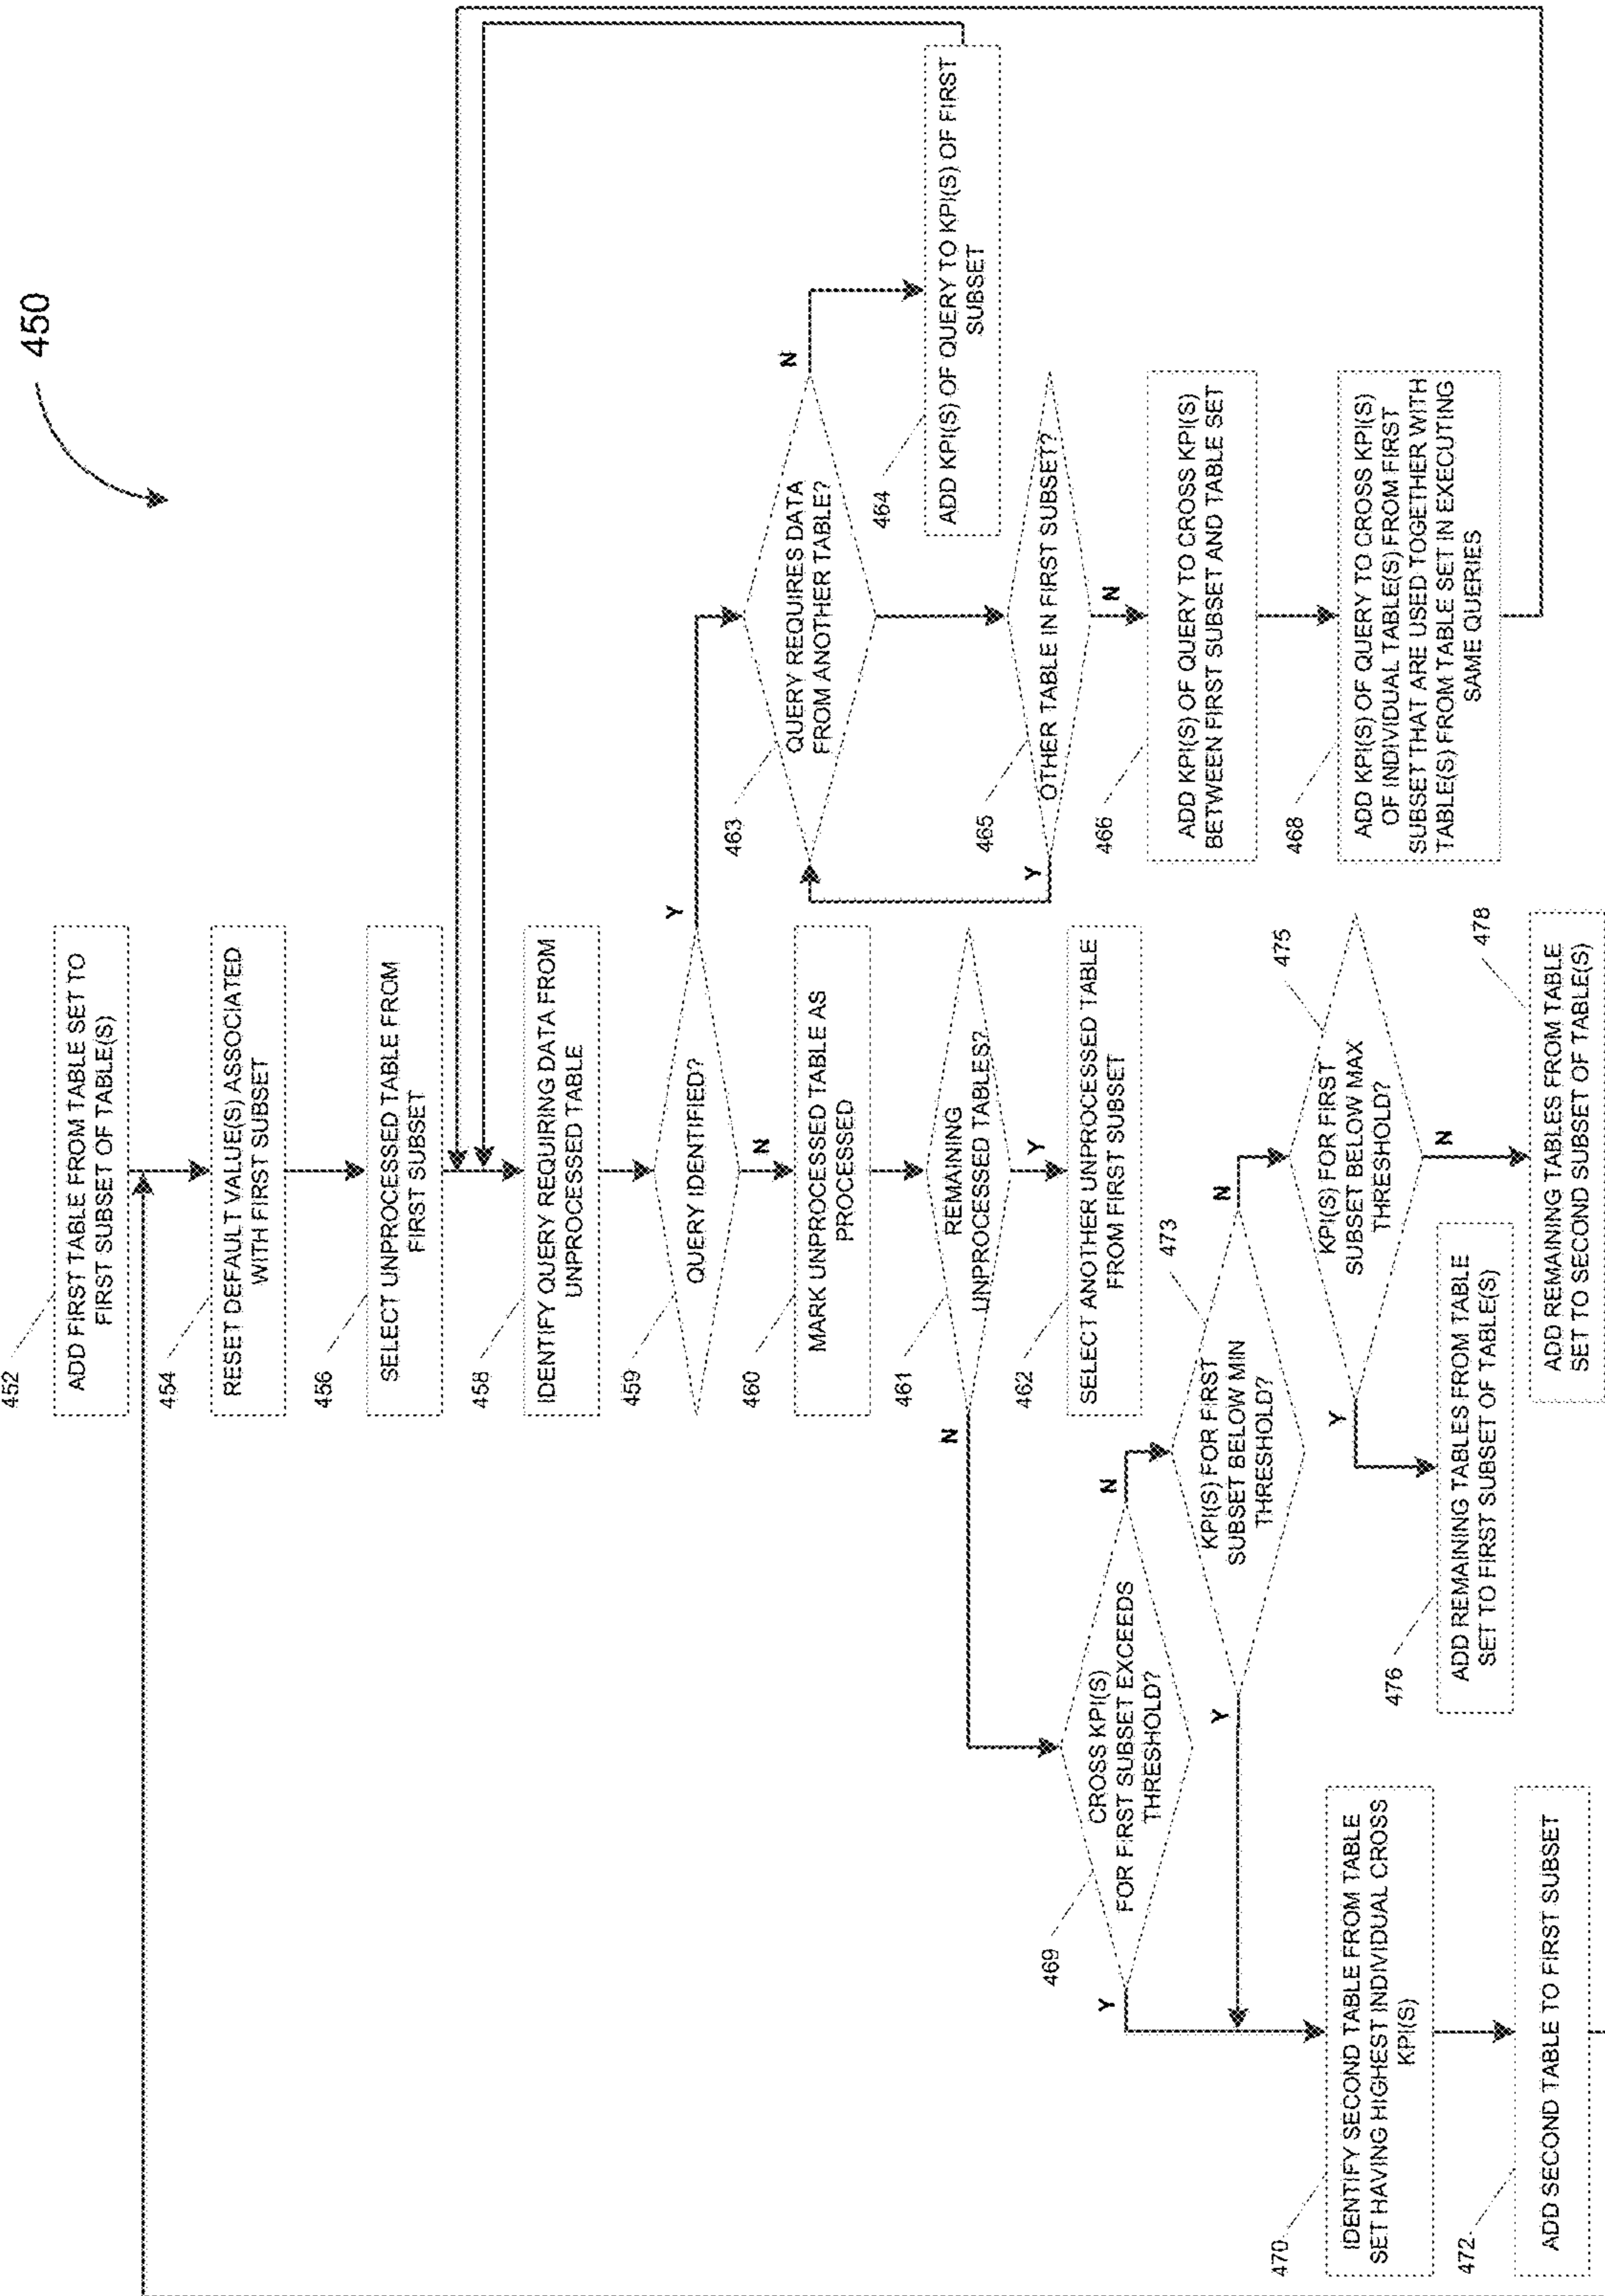 450
452
ADD FIRST TABLE FROM TABLE SET TO
FIRST SUBSET OF TABLE(S)
454
RESET DEFAULT VALUE(S) ASSOCIATED
WITH FIRST SUBSET
456
SELECT UNPROCESSED TABLE FROM
FIRST SUBSET
458
IDENTIFY QUERY REQUIRING DATA FROM
UNPROCESSED TABLE
459
QUERY IDENTIFIED?
Y
N
460
MARK UNPROCESSED TABLE AS
PROCESSED
461
REMAINING
UNPROCESSED TABLES?
N
Y
462
SELECT ANOTHER UNPROCESSED TABLE
FROM FIRST SUBSET
463
QUERY REQUIRES DATA
FROM ANOTHER TABLE?
N
464
ADD KPI(S) OF QUERY TO KPI(S) OF FIRST
SUBSET
465
OTHER TABLE IN FIRST SUBSET?
Y
N
466
ADD KPI(S) OF QUERY TO CROSS KPI(S)
BETWEEN FIRST SUBSET AND TABLE SET
468
ADD KPI(S) OF QUERY TO CROSS KPI(S)
OF INDIVIDUAL TABLE(S) FROM FIRST
SUBSET THAT ARE USED TOGETHER WITH
TABLE(S) FROM TABLE SET IN EXECUTING
SAME QUERIES
469
CROSS KPI(S)
FOR FIRST SUBSET EXCEEDS
THRESHOLD?
Y
N
470
IDENTIFY SECOND TABLE FROM TABLE
SET HAVING HIGHEST INDIVIDUAL CROSS
KPI(S)
472
ADD SECOND TABLE TO FIRST SUBSET
473
KPI(S) FOR FIRST
SUBSET BELOW MIN
THRESHOLD?
Y
N
475
KPI(S) FOR FIRST
SUBSET BELOW MAX
THRESHOLD?
Y
N
476
ADD REMAINING TABLES FROM TABLE
SET TO FIRST SUBSET OF TABLE(S)
478
ADD REMAINING TABLES FROM TABLE
SET TO SECOND SUBSET OF TABLE(S)